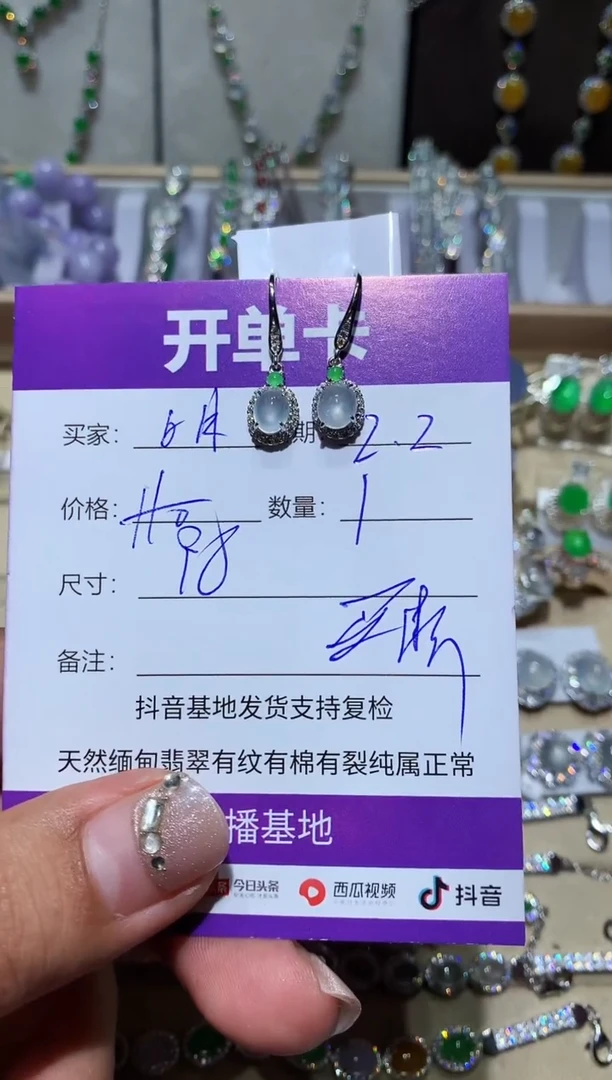 开单卡
买家： 6月 期 2.2
价格： 数量： 1
尺寸：
备注：
抖音基地发货支持复检
天然缅甸翡翠有纹有棉有裂纯属正常
播基地
今日头条 西瓜视频 抖音